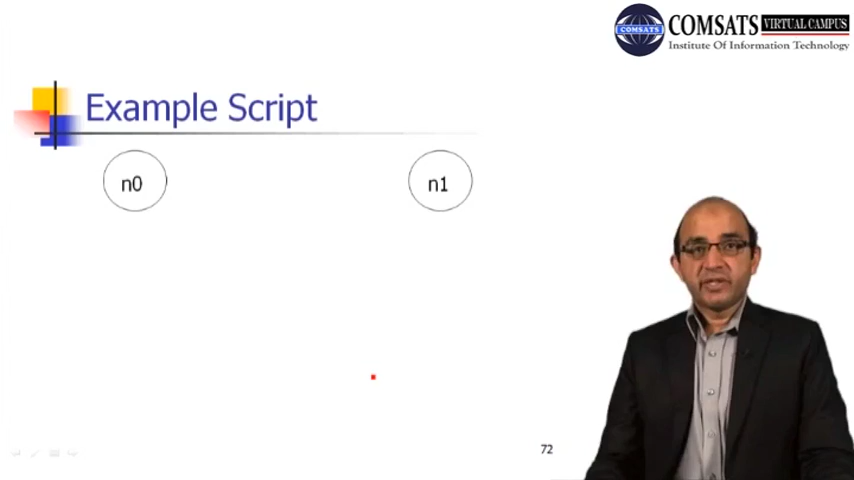 COMSATS VIRTUAL CAMPUS
COMSATS
Institute Of Information Technology
Example Script
n0
n1
72